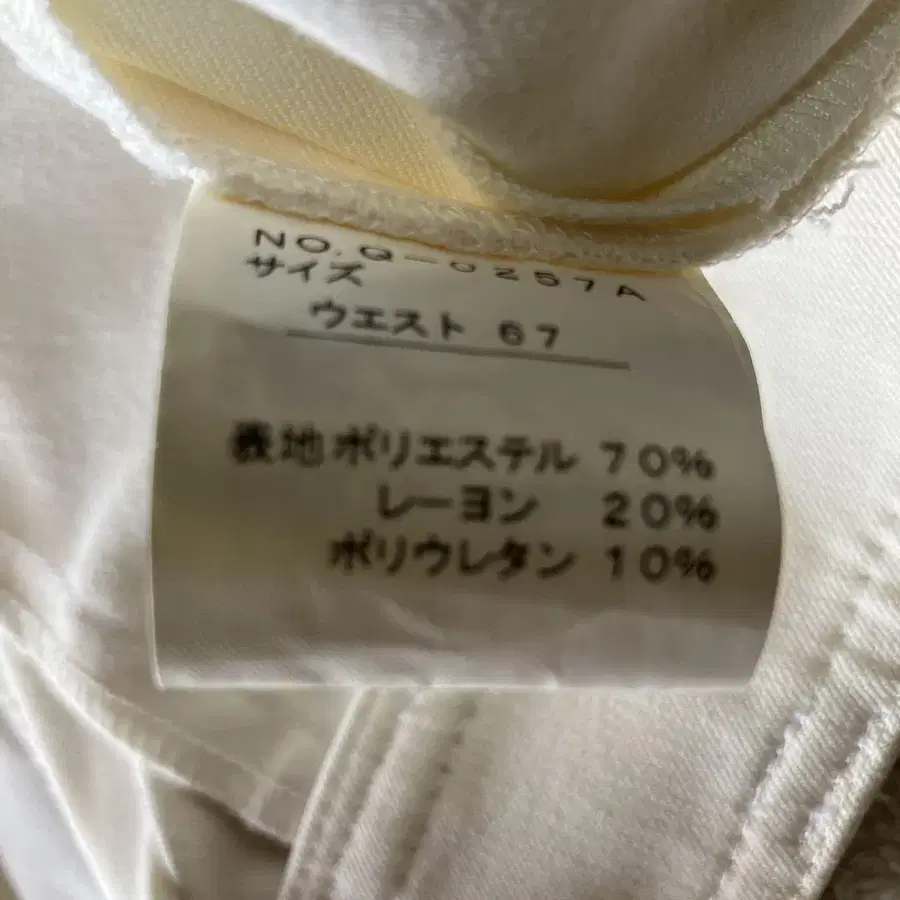 NO.Q-0257A
サイズ
ウエスト 67
表地ポリエステル 70%
レーヨン 20%
ポリウレタン 10%